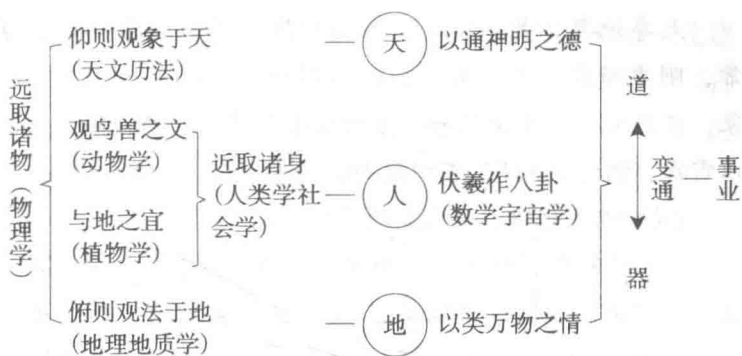 远取诸物（物理学）
仰则观象于天
(天文历法)
天
以通神明之德
观鸟兽之文
(动物学)
与地之宜
(植物学)
近取诸身
(人类学社
会学)
人
伏羲作八卦
(数学宇宙学)
俯则观法于地
(地理地质学)
地
以类万物之情
道
变通
器
事业